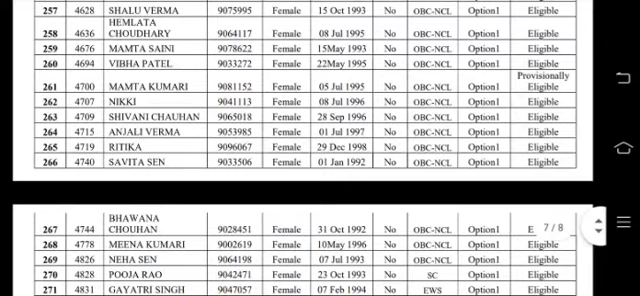 257 4628 SHALU VERMA 9075995 Female 15 Oct 1993 No OBC-NCL Option1 Eligible
HEMLATA
258 4636 CHOUDHARY 9064117 Female 08 Jul 1995 No OBC-NCL Option1 Eligible
259 4676 MAMTA SAINI 9078622 Female 15May 1993 No OBC-NCL Option1 Eligible
260 4694 VIBHA PATEL 9033272 Female 22May 1995 No OBC-NCL Option1 Eligible
Provisionally
261 4700 MAMTA KUMARI 9081152 Female 05 Jul 1995 No OBC-NCL Option1 Eligible
262 4707 NIKKI 9041113 Female 08 Jul 1996 No OBC-NCL Option1 Eligible
263 4709 SHIVANI CHAUHAN 9065018 Female 28 Sep 1996 No OBC-NCL Option1 Eligible
264 4715 ANJALI VERMA 9053985 Female 01 Jul 1997 No OBC-NCL Option1 Eligible
265 4719 RITIKA 9096067 Female 29 Dec 1998 No OBC-NCL Option1 Eligible
266 4740 SAVITA SEN 9033506 Female 01 Jan 1992 No OBC-NCL Option1 Eligible
BHAWANA
267 4744 CHOUHAN 9028451 Female 31 Oct 1992 No OBC-NCL Option1 E 7/8
268 4778 MEENA KUMARI 9002619 Female 10May 1996 No OBC-NCL Option1 Eligible
269 4826 NEHA SEN 9064198 Female 07 Jul 1993 No OBC-NCL Option1 Eligible
270 4828 POOJA RAO 9042471 Female 23 Oct 1993 No SC Option1 Eligible
271 4831 GAYATRI SINGH 9047057 Female 07 Feb 1994 No EWS Option1 Eligible